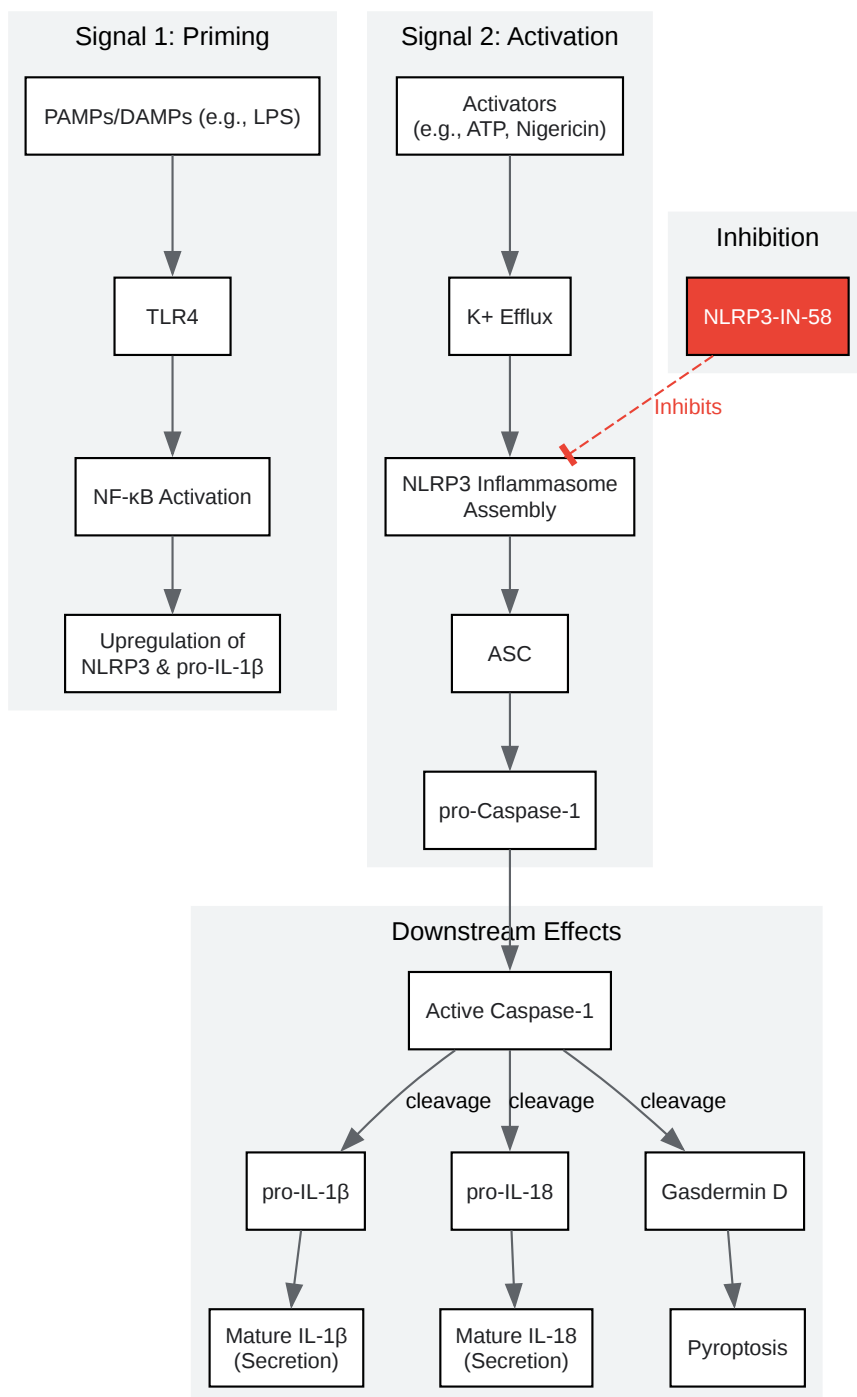 Signal 1: Priming
PAMPs/DAMPs (e.g., LPS)
TLR4
NF-κB Activation
Upregulation of
NLRP3 & pro-IL-1β
Signal 2: Activation
Activators
(e.g., ATP, Nigericin)
K+ Efflux
NLRP3 Inflammasome
Assembly
ASC
pro-Caspase-1
Inhibition
NLRP3-IN-58
Inhibits
Downstream Effects
Active Caspase-1
cleavage
cleavage
cleavage
pro-IL-1β
pro-IL-18
Gasdermin D
Mature IL-1β
(Secretion)
Mature IL-18
(Secretion)
Pyroptosis